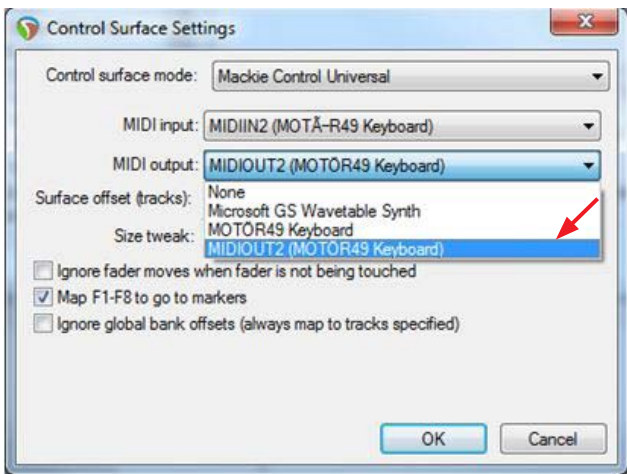 Control Surface Settings
Control surface mode: Mackie Control Universal
MIDI input: MIDIIN2 (MOTÃ–R49 Keyboard)
MIDI output: MIDIOUT2 (MOTÖR49 Keyboard)
Surface offset (tracks): None
Microsoft GS Wavetable Synth
Size tweak: MOTÖR49 Keyboard
MIDIOUT2 (MOTÖR49 Keyboard)
Ignore fader moves when fader is not being touched
Map F1-F8 to go to markers
Ignore global bank offsets (always map to tracks specified)
OK Cancel